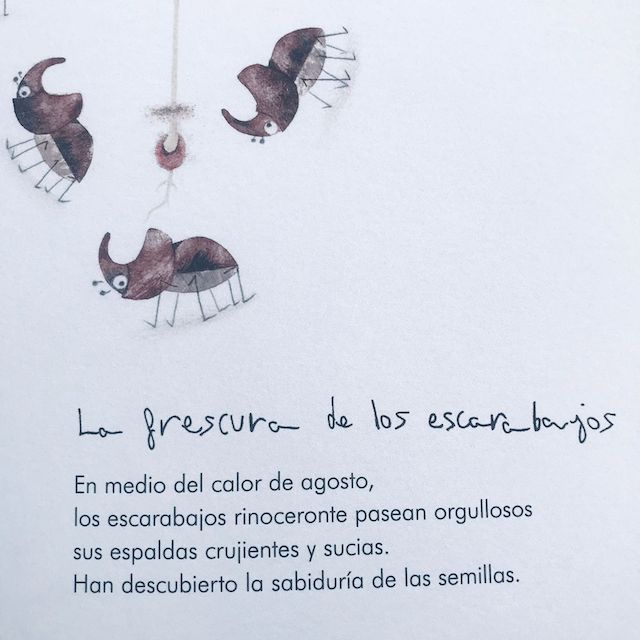 La frescura de los escarabajos
En medio del calor de agosto,
los escarabajos rinoceronte pasean orgullosos
sus espaldas crujientes y sucias.
Han descubierto la sabiduría de las semillas.